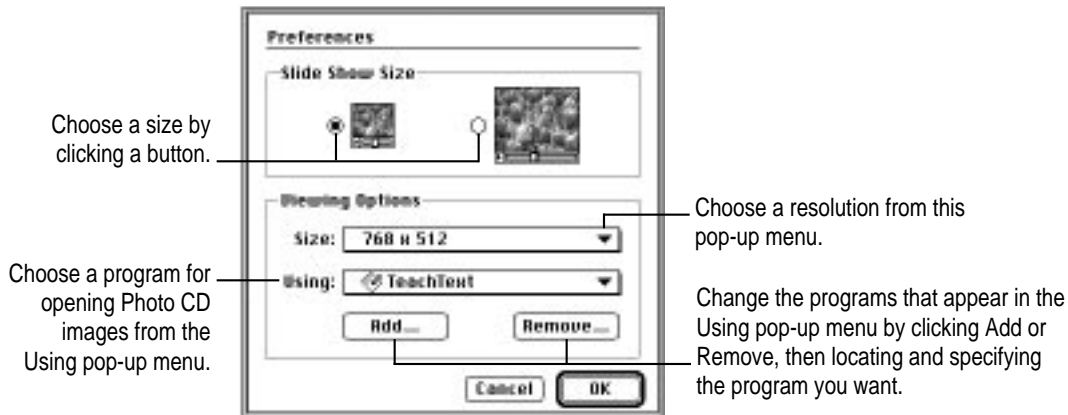 Preferences
Slide Show Size
Choose a size by
clicking a button.
Viewing Options
Size: 768 x 512
Choose a resolution from this
pop-up menu.
Choose a program for
opening Photo CD
images from the
Using pop-up menu.
Using: TeachText
Add...
Remove...
Change the programs that appear in the
Using pop-up menu by clicking Add or
Remove, then locating and specifying
the program you want.
Cancel
OK